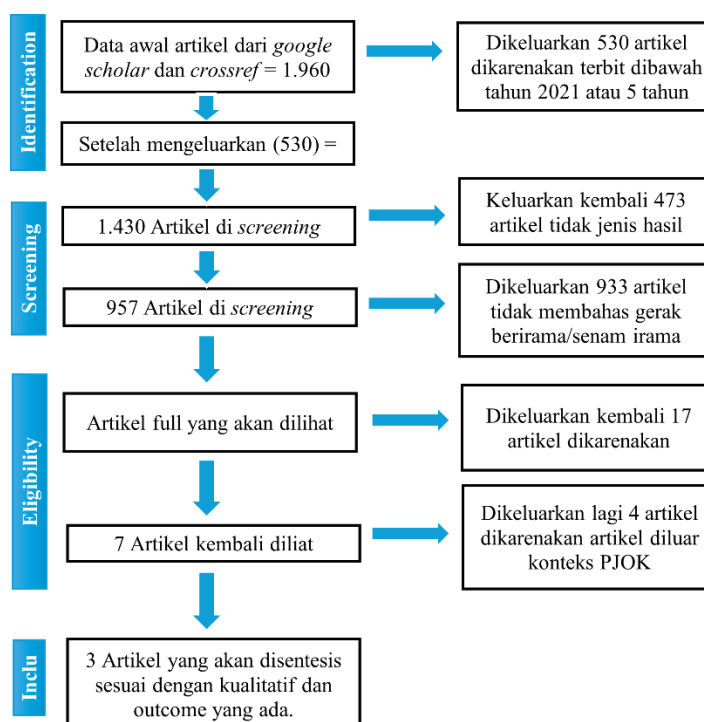 Identification
Data awal artikel dari google
scholar dan crossref = 1.960
Dikeluarkan 530 artikel
dikarenakan terbit dibawah
tahun 2021 atau 5 tahun
Setelah mengeluarkan (530) =
Screening
1.430 Artikel di screening
Keluarkan kembali 473
artikel tidak jenis hasil
957 Artikel di screening
Dikeluarkan 933 artikel
tidak membahas gerak
berirama/senam irama
Eligibility
Artikel full yang akan dilihat
Dikeluarkan kembali 17
artikel dikarenakan
7 Artikel kembali diliat
Dikeluarkan lagi 4 artikel
dikarenakan artikel diluar
konteks PJOK
Inclu
3 Artikel yang akan disentesis
sesuai dengan kualitatif dan
outcome yang ada.